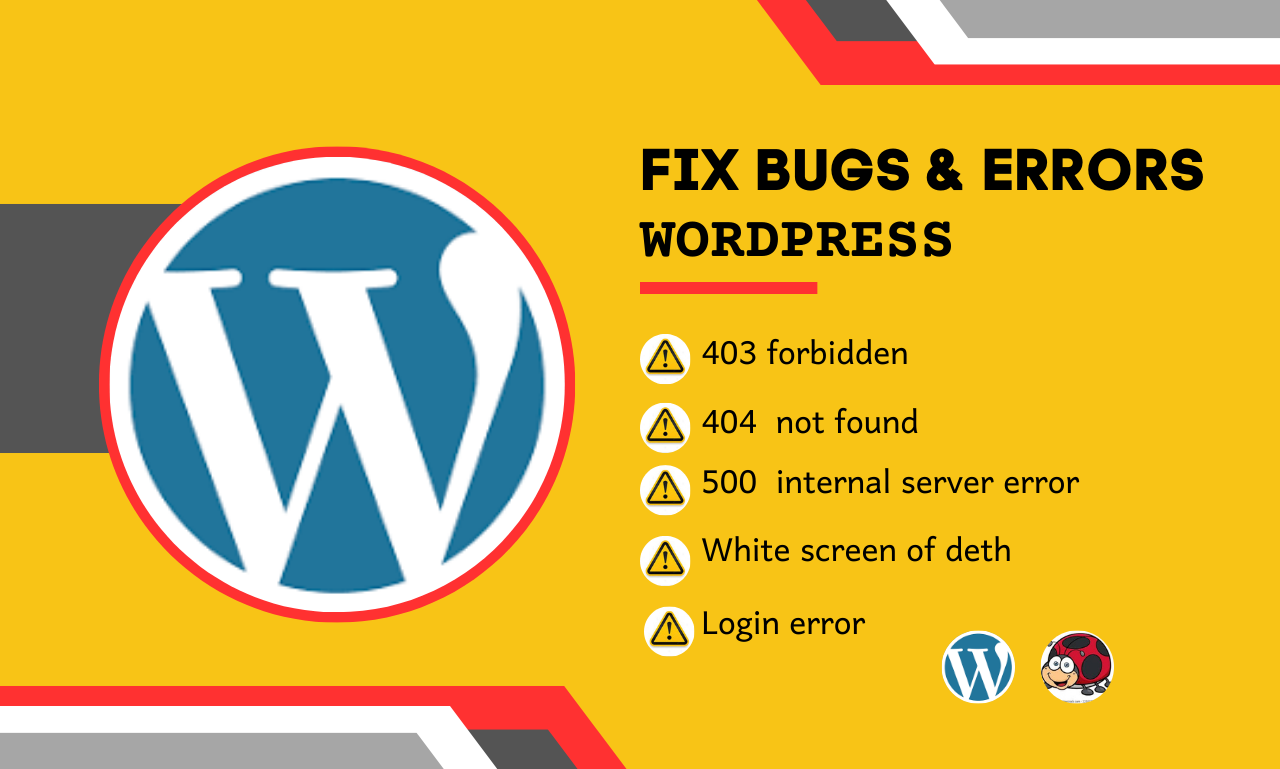 FIX BUGS & ERRORS
WORDPRESS
403 forbidden
404 not found
500 internal server error
White screen of deth
Login error